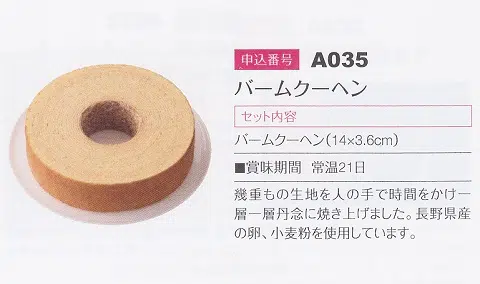 申込番号 A035
バームクーヘン
セット内容
バームクーヘン(14×3.6cm)
■賞味期間 常温21日
幾重もの生地を人の手で時間をかけ一
層一層丹念に焼き上げました。長野県産
の卵、小麦粉を使用しています。